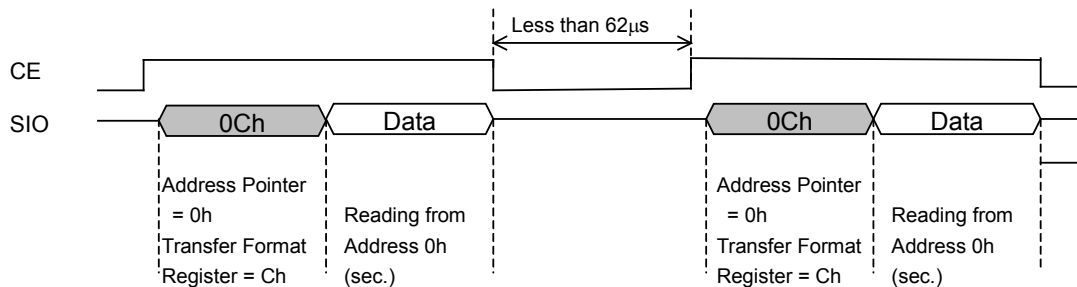 Less than 62μs
CE
SIO
0Ch
Data
0Ch
Data
Address Pointer
= 0h
Transfer Format
Register = Ch
Reading from
Address 0h
(sec.)
Address Pointer
= 0h
Transfer Format
Register = Ch
Reading from
Address 0h
(sec.)